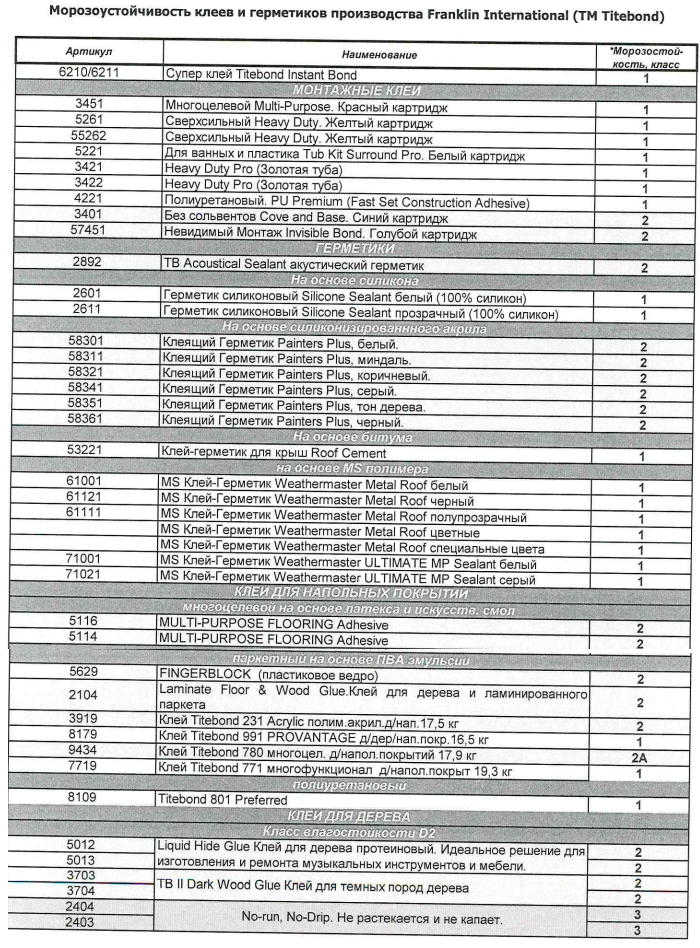 Морозоустойчивость клеев и герметиков производства Franklin International (TM Titebond)
Артикул Наименование *Морозостой-
кость, класс
6210/6211 Супер клей Titebond Instant Bond 1
МОНТАЖНЫЕ КЛЕИ
3451 Многоцелевой Multi-Purpose. Красный картридж 1
5261 Сверхсильный Heavy Duty. Желтый картридж 1
55262 Сверхсильный Heavy Duty. Желтый картридж 1
5221 Для ванных и пластика Tub Kit Surround Pro. Белый картридж 1
3421 Heavy Duty Pro (Золотая туба) 1
3422 Heavy Duty Pro (Золотая туба) 1
4221 Полиуретановый. PU Premium (Fast Set Construction Adhesive) 1
3401 Без сольвентов Cove and Base. Синий картридж 2
57451 Невидимый Монтаж Invisible Bond. Голубой картридж 2
ГЕРМЕТИКИ
2892 TB Acoustical Sealant акустический герметик 2
На основе силикона
2601 Герметик силиконовый Silicone Sealant белый (100% силикон) 1
2611 Герметик силиконовый Silicone Sealant прозрачный (100% силикон) 1
На основе силиконизированнного акрила
58301 Клеящий Герметик Painters Plus, белый. 2
58311 Клеящий Герметик Painters Plus, миндаль. 2
58321 Клеящий Герметик Painters Plus, коричневый. 2
58341 Клеящий Герметик Painters Plus, серый. 2
58351 Клеящий Герметик Painters Plus, тон дерева. 2
58361 Клеящий Герметик Painters Plus, черный. 2
На основе битума
53221 Клей-герметик для крыш Roof Cement 1
на основе MS полимера
61001 MS Клей-Герметик Weathermaster Metal Roof белый 1
61121 MS Клей-Герметик Weathermaster Metal Roof черный 1
61111 MS Клей-Герметик Weathermaster Metal Roof полупрозрачный 1
MS Клей-Герметик Weathermaster Metal Roof цветные 1
MS Клей-Герметик Weathermaster Metal Roof специальные цвета 1
71001 MS Клей-Герметик Weathermaster ULTIMATE MP Sealant белый 1
71021 MS Клей-Герметик Weathermaster ULTIMATE MP Sealant серый 1
КЛЕИ ДЛЯ НАПОЛЬНЫХ ПОКРЫТИЙ
многоцелевой на основе латекса и искусств. смол
5116 MULTI-PURPOSE FLOORING Adhesive 2
5114 MULTI-PURPOSE FLOORING Adhesive 2
паркетный на основе ПВА эмульсии
5629 FINGERBLOCK (пластиковое ведро) 2
2104 Laminate Floor & Wood Glue.Клей для дерева и ламинированного
паркета 2
3919 Клей Titebond 231 Acrylic полим.акрил.д/нап.17,5 кг 2
8179 Клей Titebond 991 PROVANTAGE д/дер/нап.покр.16,5 кг 1
9434 Клей Titebond 780 многоцел. д/напол.покрытий 17,9 кг 2A
7719 Клей Titebond 771 многофункционал д/напол.покрыт 19,3 кг 1
полиуретановый
8109 Titebond 801 Preferred 1
КЛЕИ ДЛЯ ДЕРЕВА
Класс влагостойкости D2
5012 Liquid Hide Glue Клей для дерева протеиновый. Идеальное решение для 2
5013 изготовления и ремонта музыкальных инструментов и мебели. 2
3703 TB II Dark Wood Glue Клей для темных пород дерева 2
3704 2
2404 No-run, No-Drip. Не растекается и не капает. 3
2403 3